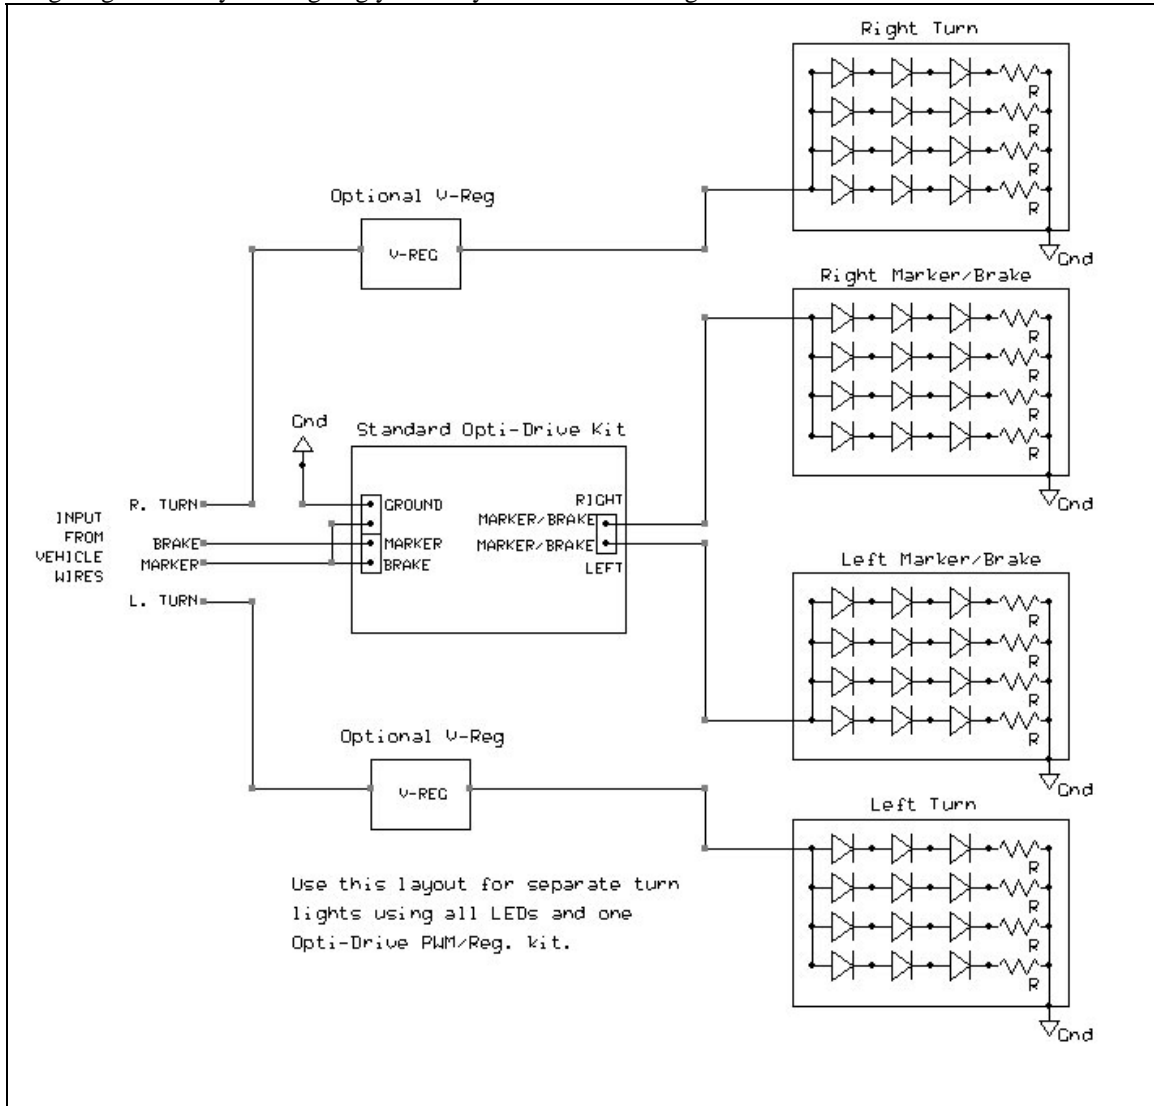 Right Turn
R
R
R
R
Gnd
Optional V-Reg
V-REG
Right Marker/Brake
R
R
R
R
Gnd
Gnd
Standard Opti-Drive Kit
GROUND
MARKER
BRAKE
RIGHT
MARKER/BRAKE
MARKER/BRAKE
LEFT
INPUT
FROM
VEHICLE
WIRES
R. TURN
BRAKE
MARKER
L. TURN
Left Marker/Brake
R
R
R
R
Gnd
Optional V-Reg
V-REG
Left Turn
R
R
R
R
Gnd
Use this layout for separate turn
lights using all LEDs and one
Opti-Drive PWM/Reg. kit.